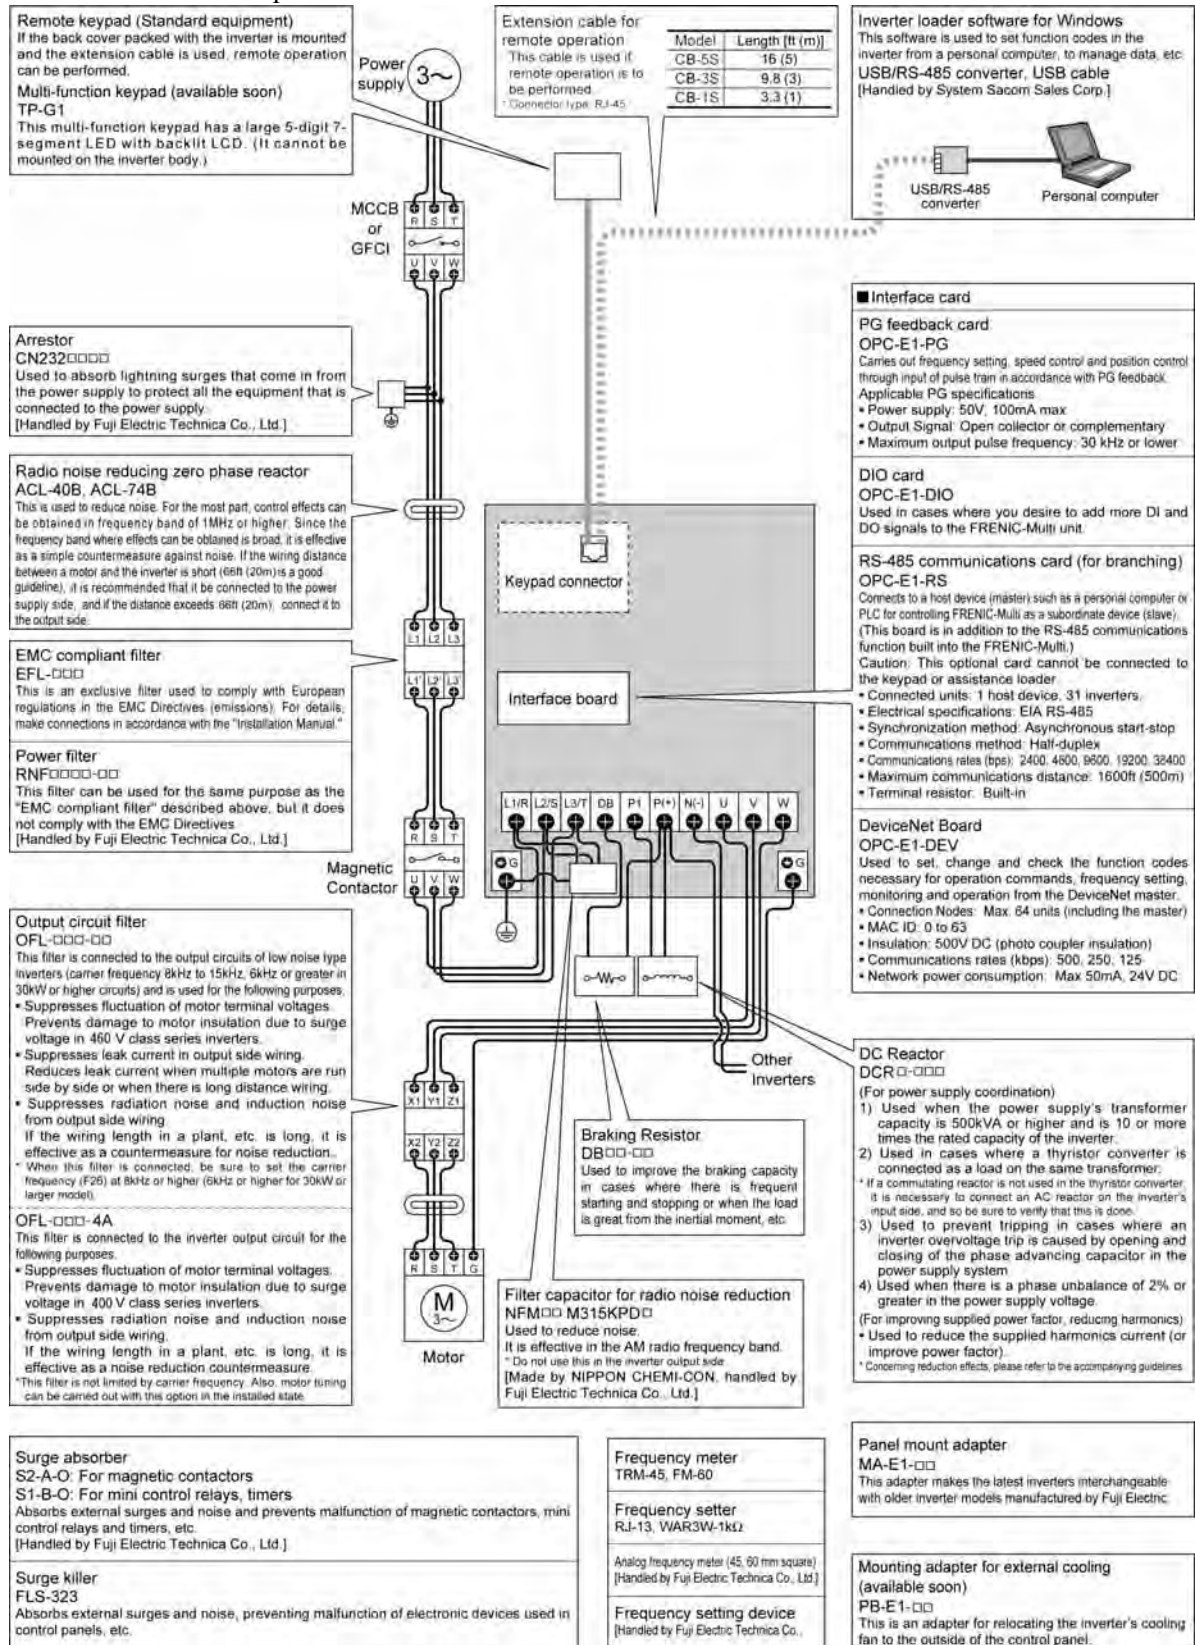 Remote keypad (Standard equipment)
If the back cover packed with the inverter is mounted
and the extension cable is used, remote operation
can be performed.
Multi-function keypad (available soon)
TP-G1
This multi-function keypad has a large 5-digit 7-
segment LED with backlit LCD. (It cannot be
mounted on the inverter body.)
Power
supply
3~
Extension cable for
remote operation
This cable is used if
remote operation is to
be performed.
* Connector type: RJ-45
Model Length [ft (m)]
CB-5S 16 (5)
CB-3S 9.8 (3)
CB-1S 3.3 (1)
Inverter loader software for Windows
This software is used to set function codes in the
inverter from a personal computer, to manage data, etc.
USB/RS-485 converter, USB cable
[Handled by System Sacom Sales Corp.]
USB/RS-485
converter
Personal computer
MCCB
or
GFCI
R S T
U V W
Arrestor
CN232□□□□
Used to absorb lightning surges that come in from
the power supply to protect all the equipment that is
connected to the power supply.
[Handled by Fuji Electric Technica Co., Ltd.]
Radio noise reducing zero phase reactor
ACL-40B, ACL-74B
This is used to reduce noise. For the most part, control effects can
be obtained in frequency band of 1MHz or higher. Since the
frequency band where effects can be obtained is broad, it is effective
as a simple countermeasure against noise. If the wiring distance
between a motor and the inverter is short (66ft (20m) is a good
guideline), it is recommended that it be connected to the power
supply side, and if the distance exceeds 66ft (20m), connect it to
the output side.
EMC compliant filter
EFL-□□□
This is an exclusive filter used to comply with European
regulations in the EMC Directives (emissions). For details,
make connections in accordance with the "Installation Manual."
Power filter
RNF□□□□-□□
This filter can be used for the same purpose as the
"EMC compliant filter" described above, but it does
not comply with the EMC Directives.
[Handled by Fuji Electric Technica Co., Ltd.]
L1 L2 L3
L1' L2' L3'
R S T
U V W
Magnetic
Contactor
Keypad connector
Interface board
L1/R L2/S L3/T DB P1 P(+) N(-) U V W
G
G
Other
Inverters
■ Interface card
PG feedback card
OPC-E1-PG
Carries out frequency setting, speed control and position control
through input of pulse train in accordance with PG feedback.
Applicable PG specifications
• Power supply: 50V, 100mA max
• Output Signal: Open collector or complementary
• Maximum output pulse frequency: 30 kHz or lower
DIO card
OPC-E1-DIO
Used in cases where you desire to add more DI and
DO signals to the FRENIC-Multi unit.
RS-485 communications card (for branching)
OPC-E1-RS
Connects to a host device (master) such as a personal computer or
PLC for controlling FRENIC-Multi as a subordinate device (slave).
(This board is in addition to the RS-485 communications
function built into the FRENIC-Multi.)
Caution: This optional card cannot be connected to
the keypad or assistance loader.
• Connected units: 1 host device, 31 inverters.
• Electrical specifications: EIA RS-485
• Synchronization method: Asynchronous start-stop
• Communications method: Half-duplex
• Communications rates (bps): 2400, 4800, 9600, 19200, 38400
• Maximum communications distance: 1600ft (500m)
• Terminal resistor: Built-in
DeviceNet Board
OPC-E1-DEV
Used to set, change and check the function codes
necessary for operation commands, frequency setting,
monitoring and operation from the DeviceNet master.
• Connection Nodes: Max. 64 units (including the master)
• MAC ID: 0 to 63
• Insulation: 500V DC (photo coupler insulation)
• Communications rates (kbps): 500, 250, 125
• Network power consumption: Max 50mA, 24V DC
Output circuit filter
OFL-□□□-□□
This filter is connected to the output circuits of low noise type
inverters (carrier frequency 8kHz to 15kHz, 6kHz or greater in
30kW or higher circuits) and is used for the following purposes.
• Suppresses fluctuation of motor terminal voltages.
Prevents damage to motor insulation due to surge
voltage in 460 V class series inverters.
• Suppresses leak current in output side wiring.
Reduces leak current when multiple motors are run
side by side or when there is long distance wiring.
• Suppresses radiation noise and induction noise
from output side wiring
If the wiring length in a plant, etc. is long, it is
effective as a countermeasure for noise reduction.
* When this filter is connected, be sure to set the carrier
frequency (F26) at 8kHz or higher (6kHz or higher for 30kW or
larger model).
OFL-□□□-4A
This filter is connected to the inverter output circuit for the
following purposes.
• Suppresses fluctuation of motor terminal voltages.
Prevents damage to motor insulation due to surge
voltage in 400 V class series inverters.
• Suppresses radiation noise and induction noise
from output side wiring.
If the wiring length in a plant, etc. is long, it is
effective as a noise reduction countermeasure.
*This filter is not limited by carrier frequency. Also, motor tuning
can be carried out with this option in the installed state.
X1 Y1 Z1
X2 Y2 Z2
R S T G
M
3~
Motor
Braking Resistor
DB□□-□□
Used to improve the braking capacity
in cases where there is frequent
starting and stopping or when the load
is great from the inertial moment, etc.
Filter capacitor for radio noise reduction
NFM□□ M315KPD□
Used to reduce noise.
It is effective in the AM radio frequency band.
* Do not use this in the inverter output side.
[Made by NIPPON CHEMI-CON, handled by
Fuji Electric Technica Co., Ltd.]
DC Reactor
DCR□-□□□
(For power supply coordination)
1) Used when the power supply's transformer
capacity is 500kVA or higher and is 10 or more
times the rated capacity of the inverter.
2) Used in cases where a thyristor converter is
connected as a load on the same transformer.
* If a commutating reactor is not used in the thyristor converter,
it is necessary to connect an AC reactor on the inverter's
input side, and so be sure to verify that this is done.
3) Used to prevent tripping in cases where an
inverter overvoltage trip is caused by opening and
closing of the phase advancing capacitor in the
power supply system
4) Used when there is a phase unbalance of 2% or
greater in the power supply voltage.
(For improving supplied power factor, reducing harmonics)
• Used to reduce the supplied harmonics current (or
improve power factor).
* Concerning reduction effects, please refer to the accompanying guidelines.
Surge absorber
S2-A-O: For magnetic contactors
S1-B-O: For mini control relays, timers
Absorbs external surges and noise and prevents malfunction of magnetic contactors, mini
control relays and timers, etc.
[Handled by Fuji Electric Technica Co., Ltd.]
Surge killer
FLS-323
Absorbs external surges and noise, preventing malfunction of electronic devices used in
control panels, etc.
Frequency meter
TRM-45, FM-60
Frequency setter
RJ-13, WAR3W-1kΩ
Analog frequency meter (45, 60 mm square)
[Handled by Fuji Electric Technica Co., Ltd.]
Frequency setting device
[Handled by Fuji Electric Technica Co.,
Panel mount adapter
MA-E1-□□
This adapter makes the latest inverters interchangeable
with older inverter models manufactured by Fuji Electric.
Mounting adapter for external cooling
(available soon)
PB-E1-□□
This is an adapter for relocating the inverter's cooling
fan to the outside of the control panel.